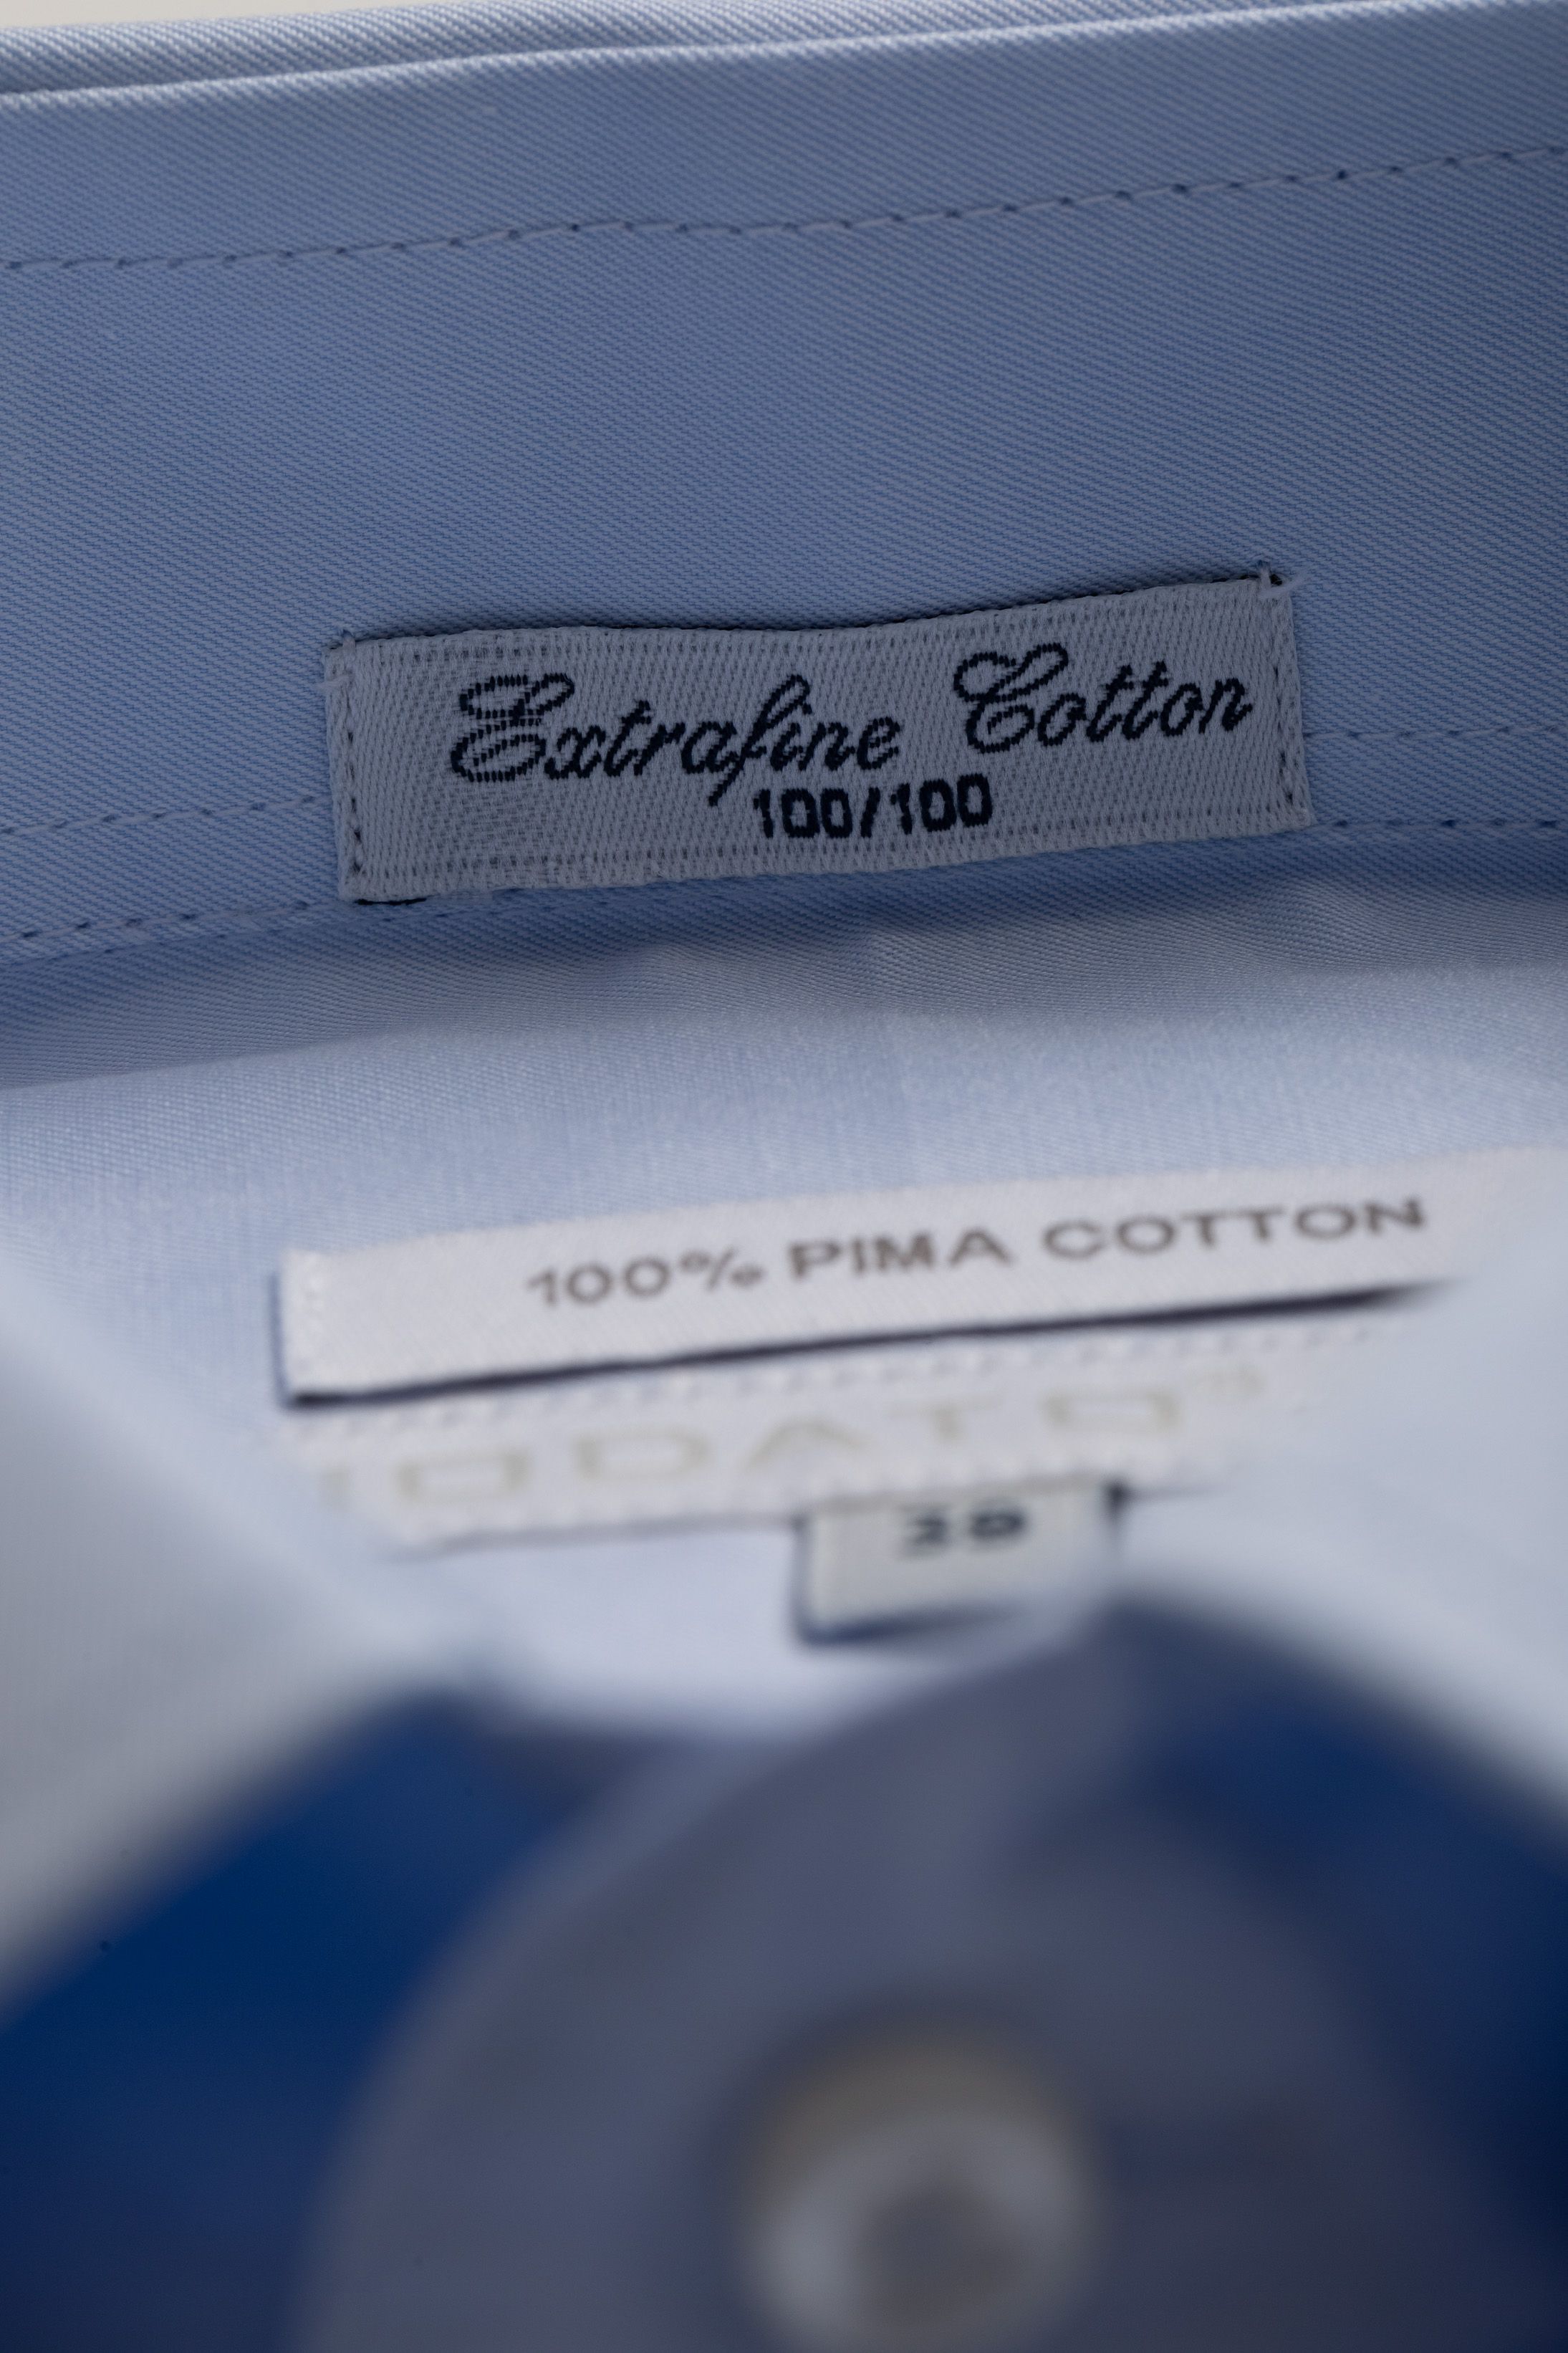 Extrafine Cotton
100/100
100% PIMA COTTON